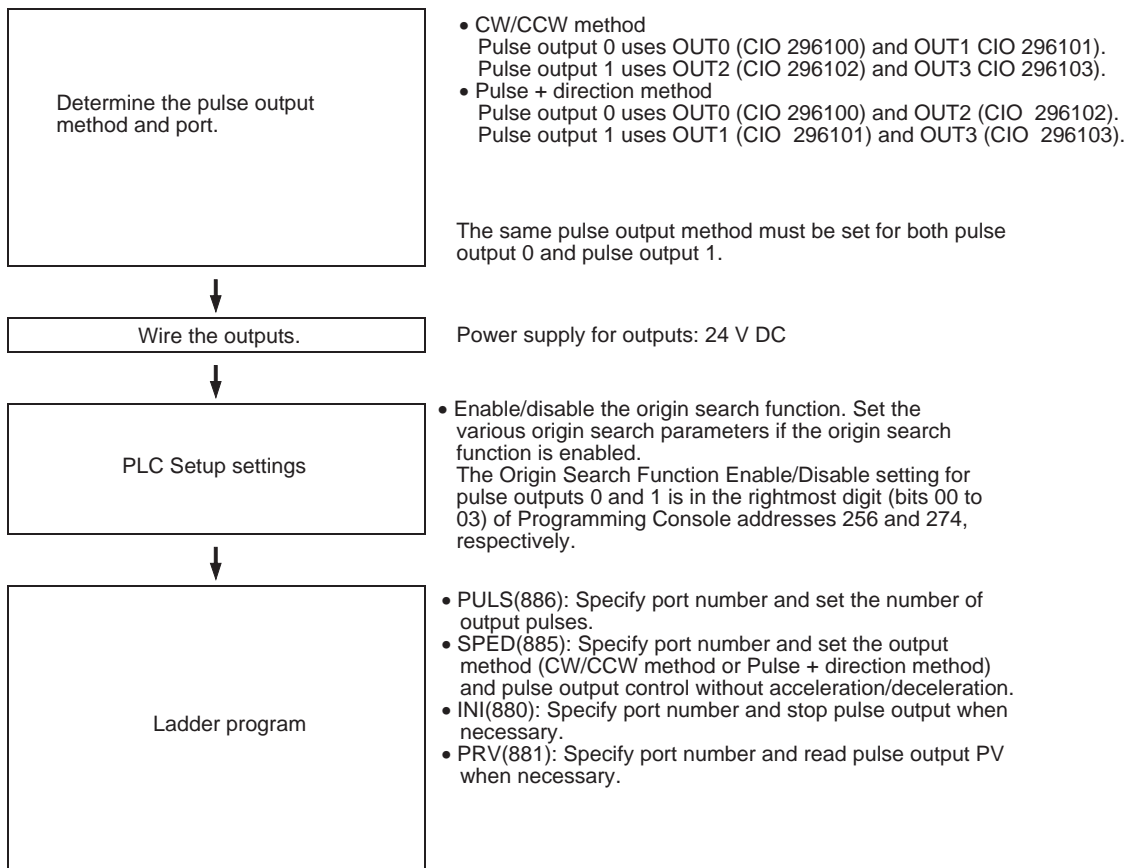 Determine the pulse output
method and port.
• CW/CCW method
Pulse output 0 uses OUT0 (CIO 296100) and OUT1 CIO 296101).
Pulse output 1 uses OUT2 (CIO 296102) and OUT3 CIO 296103).
• Pulse + direction method
Pulse output 0 uses OUT0 (CIO 296100) and OUT2 (CIO 296102).
Pulse output 1 uses OUT1 (CIO 296101) and OUT3 (CIO 296103).
The same pulse output method must be set for both pulse
output 0 and pulse output 1.
Wire the outputs.
Power supply for outputs: 24 V DC
PLC Setup settings
• Enable/disable the origin search function. Set the
various origin search parameters if the origin search
function is enabled.
The Origin Search Function Enable/Disable setting for
pulse outputs 0 and 1 is in the rightmost digit (bits 00 to
03) of Programming Console addresses 256 and 274,
respectively.
Ladder program
• PULS(886): Specify port number and set the number of
output pulses.
• SPED(885): Specify port number and set the output
method (CW/CCW method or Pulse + direction method)
and pulse output control without acceleration/deceleration.
• INI(880): Specify port number and stop pulse output when
necessary.
• PRV(881): Specify port number and read pulse output PV
when necessary.